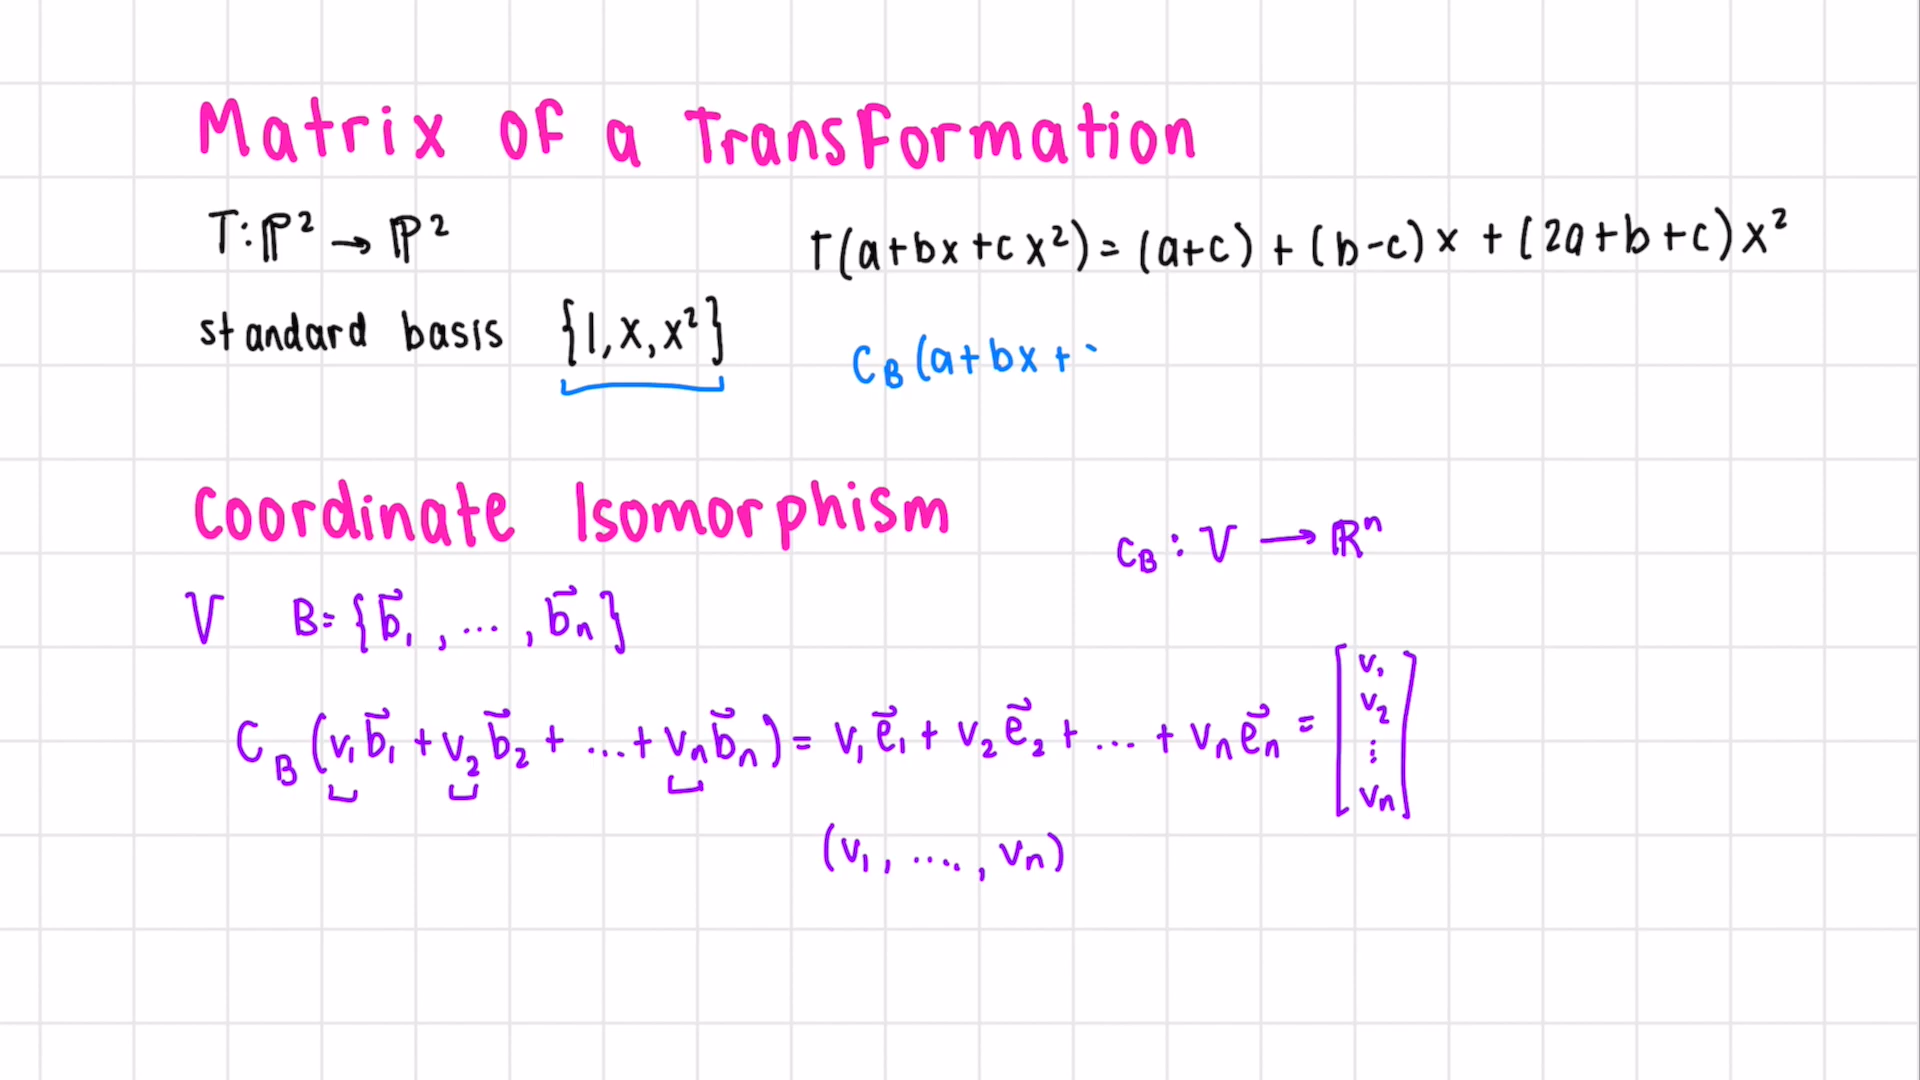 Matrix of a Transformation
T: ℙ² → ℙ²
T(a+bx+cx²) = (a+c) + (b-c)x + (2a+b+c)x²
standard basis {1, x, x²}
C_B (a+bx+
Coordinate Isomorphism
C_B : V → ℝⁿ
V B = {b⃗₁, ..., b⃗ₙ}
C_B (v₁b⃗₁ + v₂b⃗₂ + ... + vₙb⃗ₙ) = v₁e⃗₁ + v₂e⃗₂ + ... + vₙe⃗ₙ = [v₁ v₂ ⋮ vₙ]
(v₁, ...., vₙ)